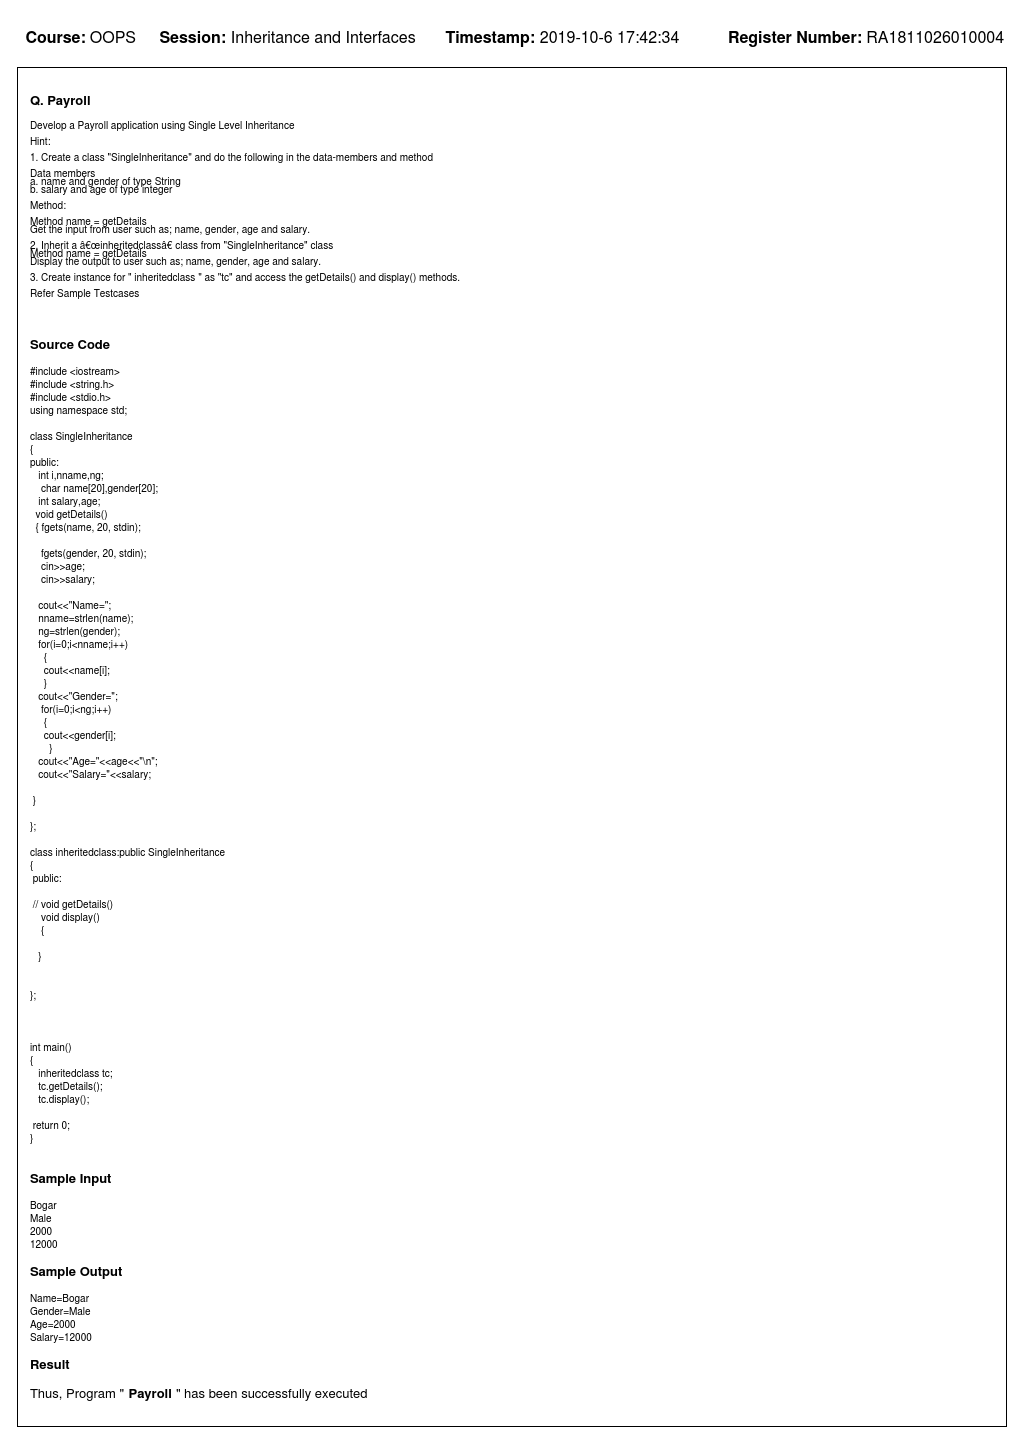 Course: OOPS Session: Inheritance and Interfaces Timestamp: 2019-10-6 17:42:34 Register Number: RA1811026010004
Q. Payroll
Develop a Payroll application using Single Level Inheritance
Hint:
1. Create a class "SingleInheritance" and do the following in the data-members and method
Data members
a. name and gender of type String
b. salary and age of type integer
Method:
Method name = getDetails
Get the input from user such as; name, gender, age and salary.
2. Inherit a â€œinheritedclassâ€ class from "SingleInheritance" class
Method name = getDetails
Display the output to user such as; name, gender, age and salary.
3. Create instance for " inheritedclass " as "tc" and access the getDetails() and display() methods.
Refer Sample Testcases
Source Code
#include <iostream>
#include <string.h>
#include <stdio.h>
using namespace std;
class SingleInheritance
{
public:
int i,nname,ng;
char name[20],gender[20];
int salary,age;
void getDetails()
{ fgets(name, 20, stdin);
fgets(gender, 20, stdin);
cin>>age;
cin>>salary;
cout<<"Name=";
nname=strlen(name);
ng=strlen(gender);
for(i=0;i<nname;i++)
{
cout<<name[i];
}
cout<<"Gender=";
for(i=0;i<ng;i++)
{
cout<<gender[i];
}
cout<<"Age="<<age<<"\n";
cout<<"Salary="<<salary;
}
};
class inheritedclass:public SingleInheritance
{
public:
// void getDetails()
void display()
{
}
};
int main()
{
inheritedclass tc;
tc.getDetails();
tc.display();
return 0;
}
Sample Input
Bogar
Male
2000
12000
Sample Output
Name=Bogar
Gender=Male
Age=2000
Salary=12000
Result
Thus, Program " Payroll " has been successfully executed